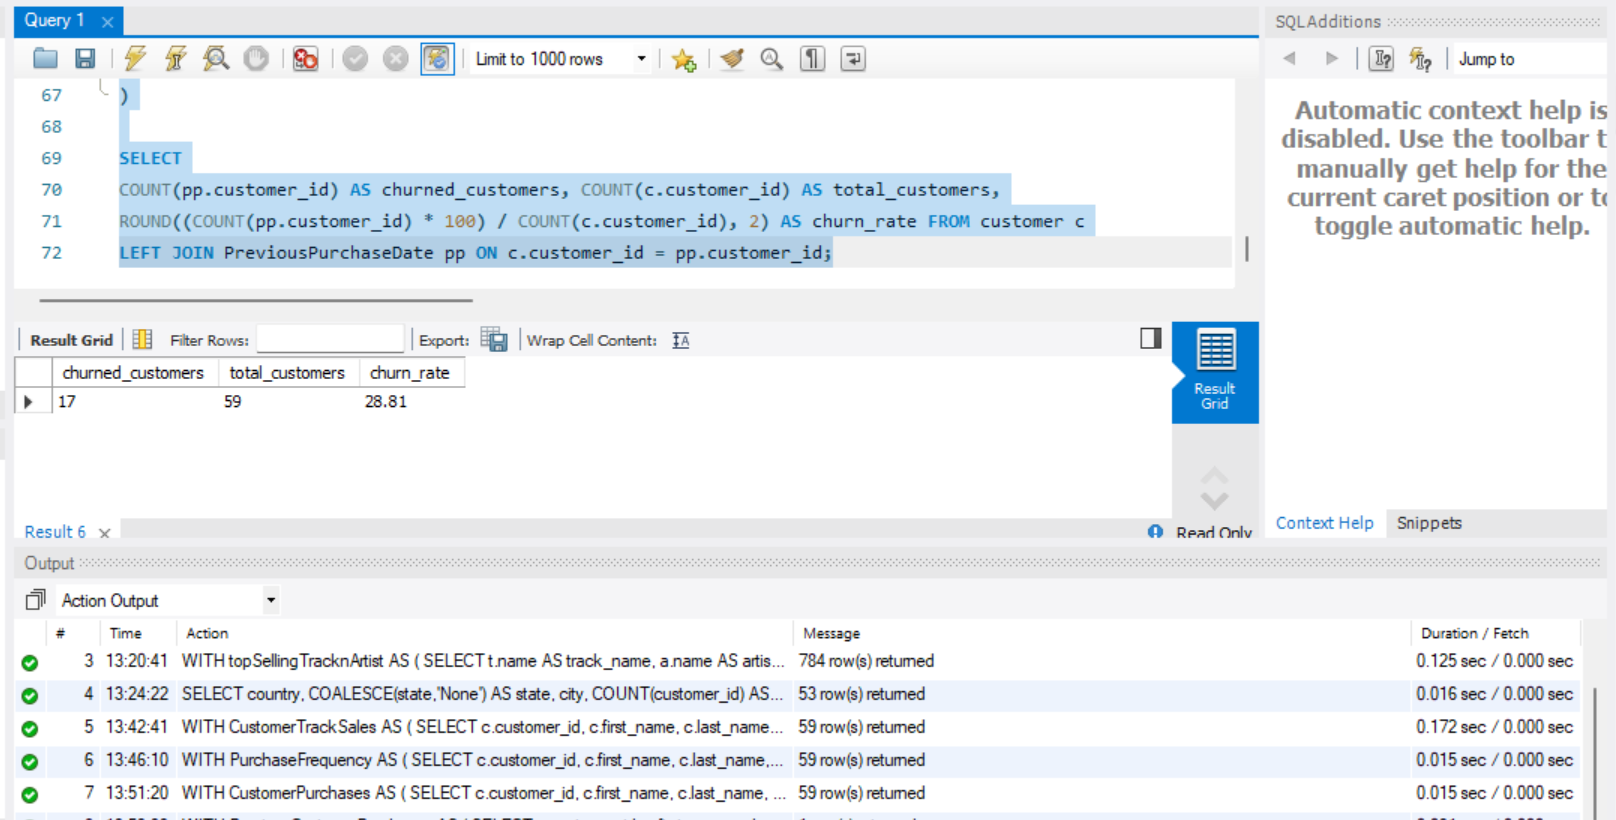 Query 1 ×
SQLAdditions
Limit to 1000 rows
Jump to
67 )
68
69 SELECT
70 COUNT(pp.customer_id) AS churned_customers, COUNT(c.customer_id) AS total_customers,
71 ROUND((COUNT(pp.customer_id) * 100) / COUNT(c.customer_id), 2) AS churn_rate FROM customer c
72 LEFT JOIN PreviousPurchaseDate pp ON c.customer_id = pp.customer_id;
Automatic context help is
disabled. Use the toolbar t
manually get help for the
current caret position or to
toggle automatic help.
Result Grid Filter Rows: Export: Wrap Cell Content:
churned_customers total_customers churn_rate
17 59 28.81
Result
Grid
Result 6 ×
Read Only
Context Help Snippets
Output
Action Output
# Time Action Message Duration / Fetch
3 13:20:41 WITH topSellingTracknArtist AS ( SELECT t.name AS track_name, a.name AS artis... 784 row(s) returned 0.125 sec / 0.000 sec
4 13:24:22 SELECT country, COALESCE(state,'None') AS state, city, COUNT(customer_id) AS... 53 row(s) returned 0.016 sec / 0.000 sec
5 13:42:41 WITH CustomerTrackSales AS ( SELECT c.customer_id, c.first_name, c.last_name... 59 row(s) returned 0.172 sec / 0.000 sec
6 13:46:10 WITH PurchaseFrequency AS ( SELECT c.customer_id, c.first_name, c.last_name,... 59 row(s) returned 0.015 sec / 0.000 sec
7 13:51:20 WITH CustomerPurchases AS ( SELECT c.customer_id, c.first_name, c.last_name, ... 59 row(s) returned 0.015 sec / 0.000 sec